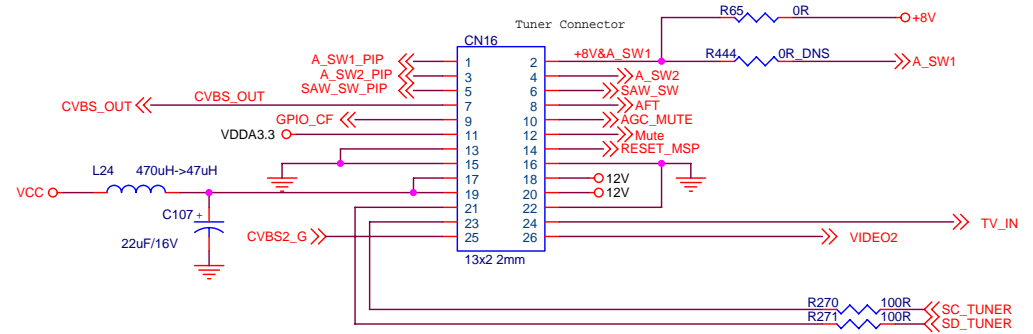 R65 0R
+8V
Tuner Connector
CN16
+8V&A_SW1
R444 0R_DNS
A_SW1
A_SW1_PIP 1 2
A_SW2_PIP 3 4 A_SW2
SAW_SW_PIP 5 6 SAW_SW
CVBS_OUT CVBS_OUT 7 8 AFT
GPIO_CF 9 10 AGC_MUTE
VDDA3.3 11 12 Mute
13 14 RESET_MSP
15 16
L24 470uH->47uH
17 18 12V
VCC 19 20 12V
21 22
C107 +
23 24 TV_IN
22uF/16V
CVBS2_G 25 26 VIDEO2
13x2 2mm
R270 100R SC_TUNER
R271 100R SD_TUNER